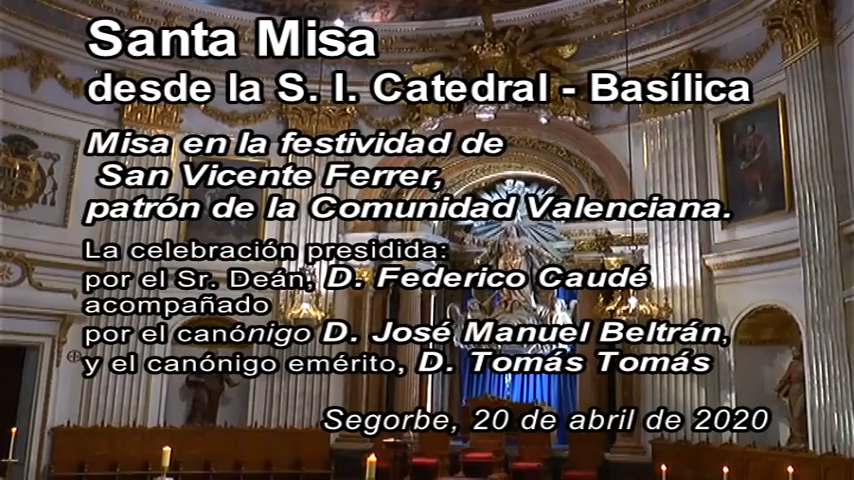 Santa Misa
desde la S. I. Catedral - Basílica
Misa en la festividad de
San Vicente Ferrer,
patrón de la Comunidad Valenciana.
La celebración presidida:
por el Sr. Deán, D. Federico Caudé
acompañado
por el canónigo D. José Manuel Beltrán,
y el canónigo emérito, D. Tomás Tomás
Segorbe, 20 de abril de 2020